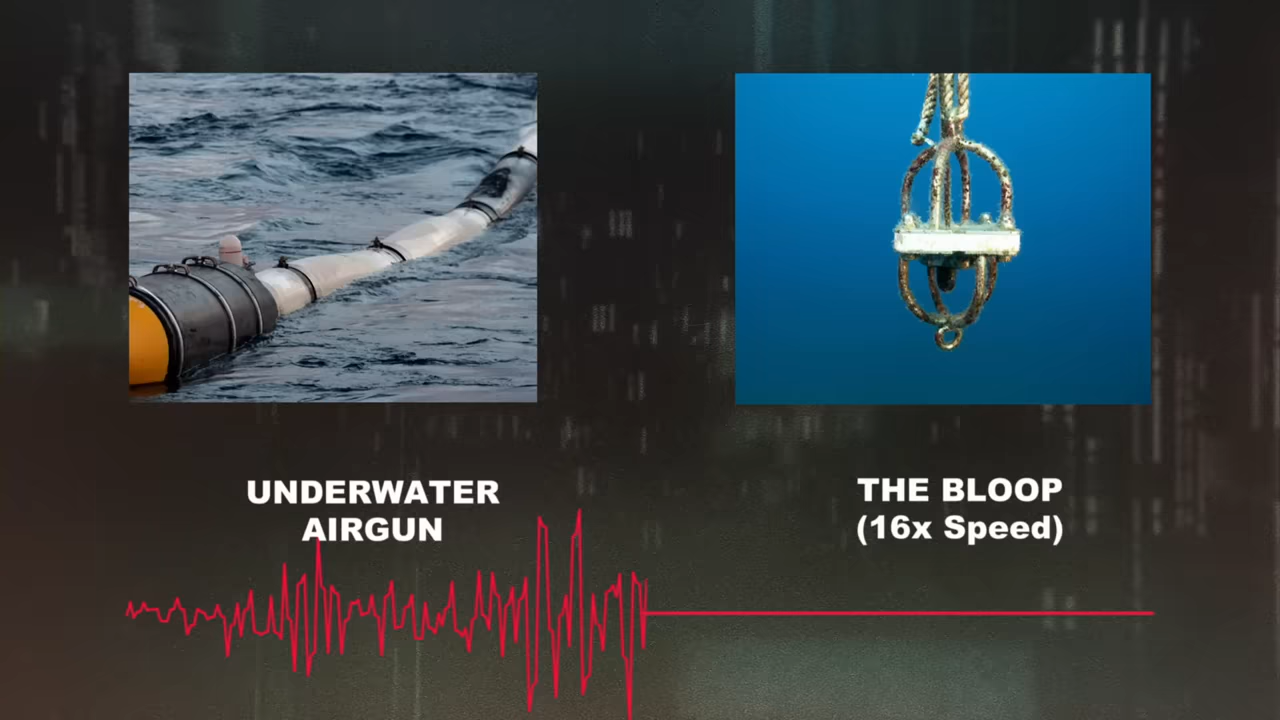 UNDERWATER
AIRGUN
THE BLOOP
(16x Speed)